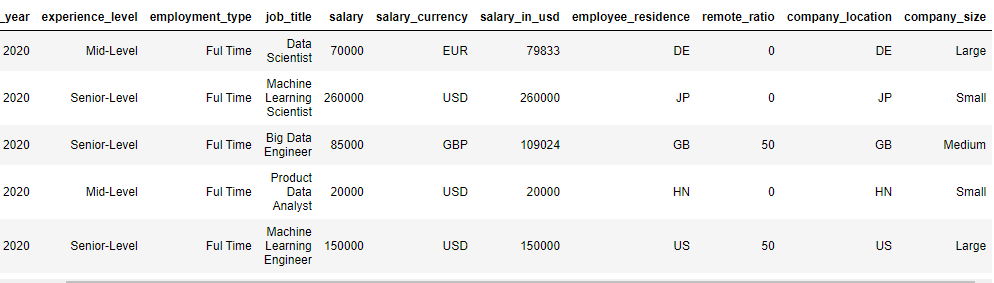 _year experience_level employment_type job_title salary salary_currency salary_in_usd employee_residence remote_ratio company_location company_size
2020 Mid-Level Ful Time Data Scientist 70000 EUR 79833 DE 0 DE Large
2020 Senior-Level Ful Time Machine Learning Scientist 260000 USD 260000 JP 0 JP Small
2020 Senior-Level Ful Time Big Data Engineer 85000 GBP 109024 GB 50 GB Medium
2020 Mid-Level Ful Time Product Data Analyst 20000 USD 20000 HN 0 HN Small
2020 Senior-Level Ful Time Machine Learning Engineer 150000 USD 150000 US 50 US Large